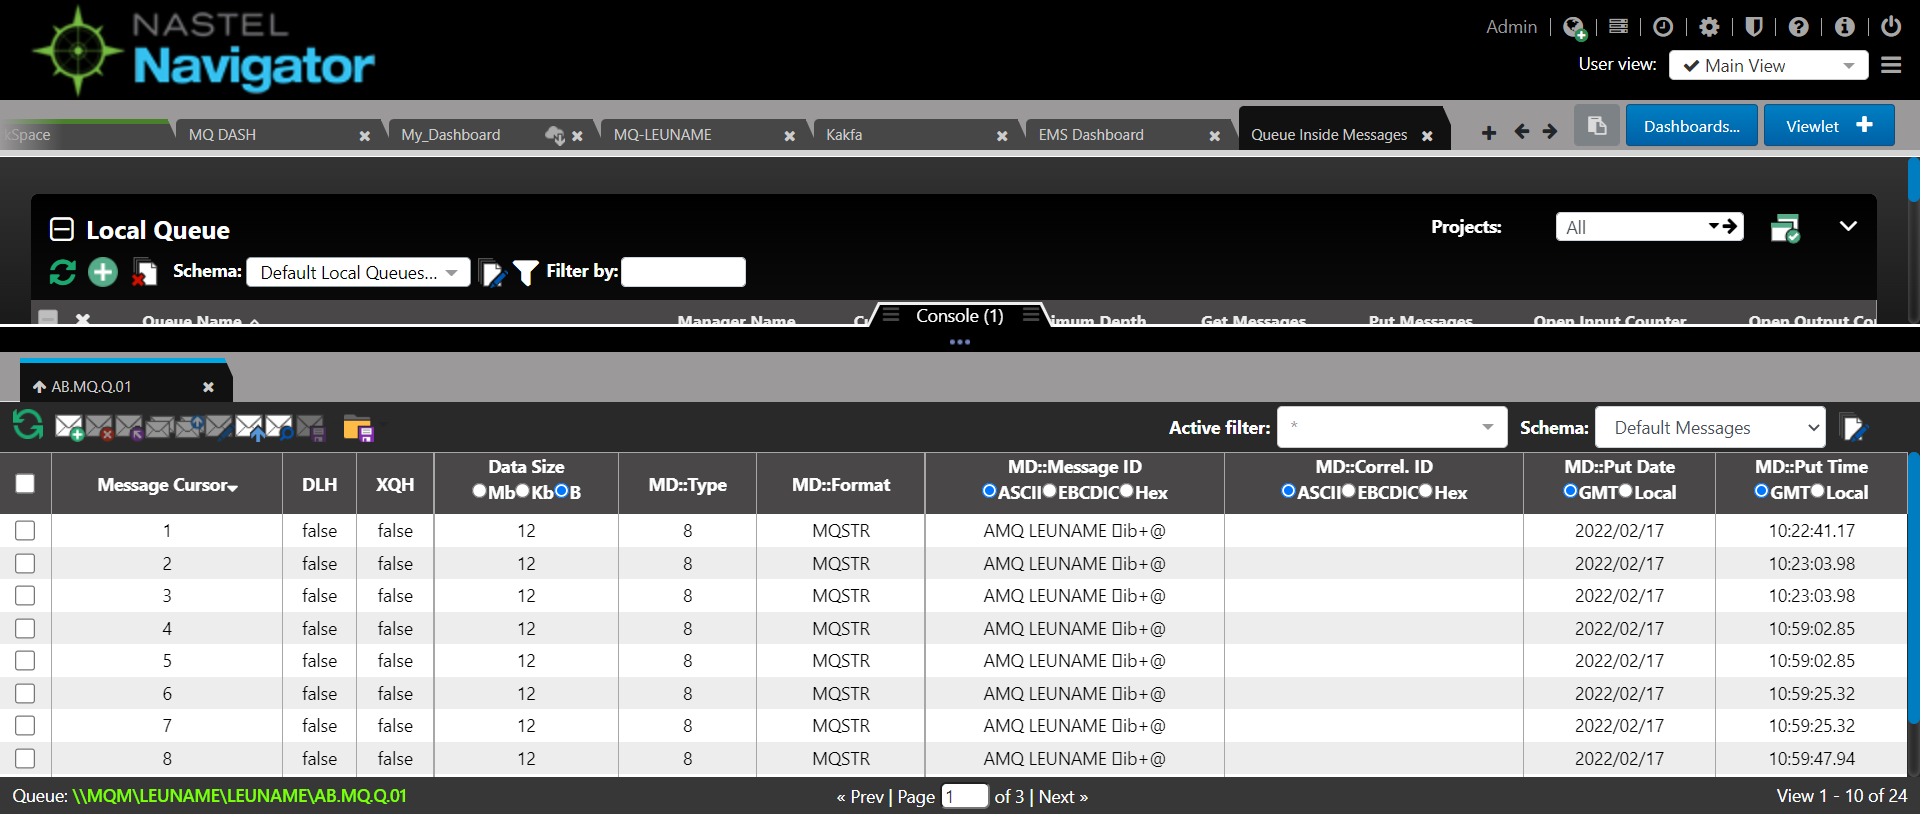 NASTEL
Navigator
Admin
User view: Main View
kSpace
MQ DASH
My_Dashboard
MQ-LEUNAME
Kakfa
EMS Dashboard
Queue Inside Messages
Dashboards...
Viewlet
Local Queue
Projects: All
Schema: Default Local Queues... Filter by:
Queue Name Manager Name Get Messages Put Messages Open Input Counter
Console (1)
AB.MQ.Q.01
Active filter: * Schema: Default Messages
Message Cursor DLH XQH Data Size Mb Kb B MD::Type MD::Format MD::Message ID ASCII EBCDIC Hex MD::Correl. ID ASCII EBCDIC Hex MD::Put Date GMT Local MD::Put Time GMT Local
1 false false 12 8 MQSTR AMQ LEUNAME ▯ib+@ 2022/02/17 10:22:41.17
2 false false 12 8 MQSTR AMQ LEUNAME ▯ib+@ 2022/02/17 10:23:03.98
3 false false 12 8 MQSTR AMQ LEUNAME ▯ib+@ 2022/02/17 10:23:03.98
4 false false 12 8 MQSTR AMQ LEUNAME ▯ib+@ 2022/02/17 10:59:02.85
5 false false 12 8 MQSTR AMQ LEUNAME ▯ib+@ 2022/02/17 10:59:02.85
6 false false 12 8 MQSTR AMQ LEUNAME ▯ib+@ 2022/02/17 10:59:25.32
7 false false 12 8 MQSTR AMQ LEUNAME ▯ib+@ 2022/02/17 10:59:25.32
8 false false 12 8 MQSTR AMQ LEUNAME ▯ib+@ 2022/02/17 10:59:47.94
Queue: \\MQM\LEUNAME\LEUNAME\AB.MQ.Q.01 « Prev | Page 1 of 3 | Next » View 1 - 10 of 24